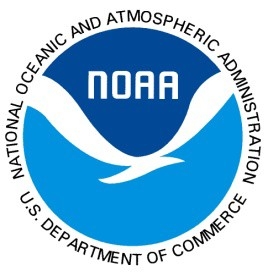 NATIONAL OCEANIC AND ATMOSPHERIC ADMINISTRATION
NOAA
U.S. DEPARTMENT OF COMMERCE